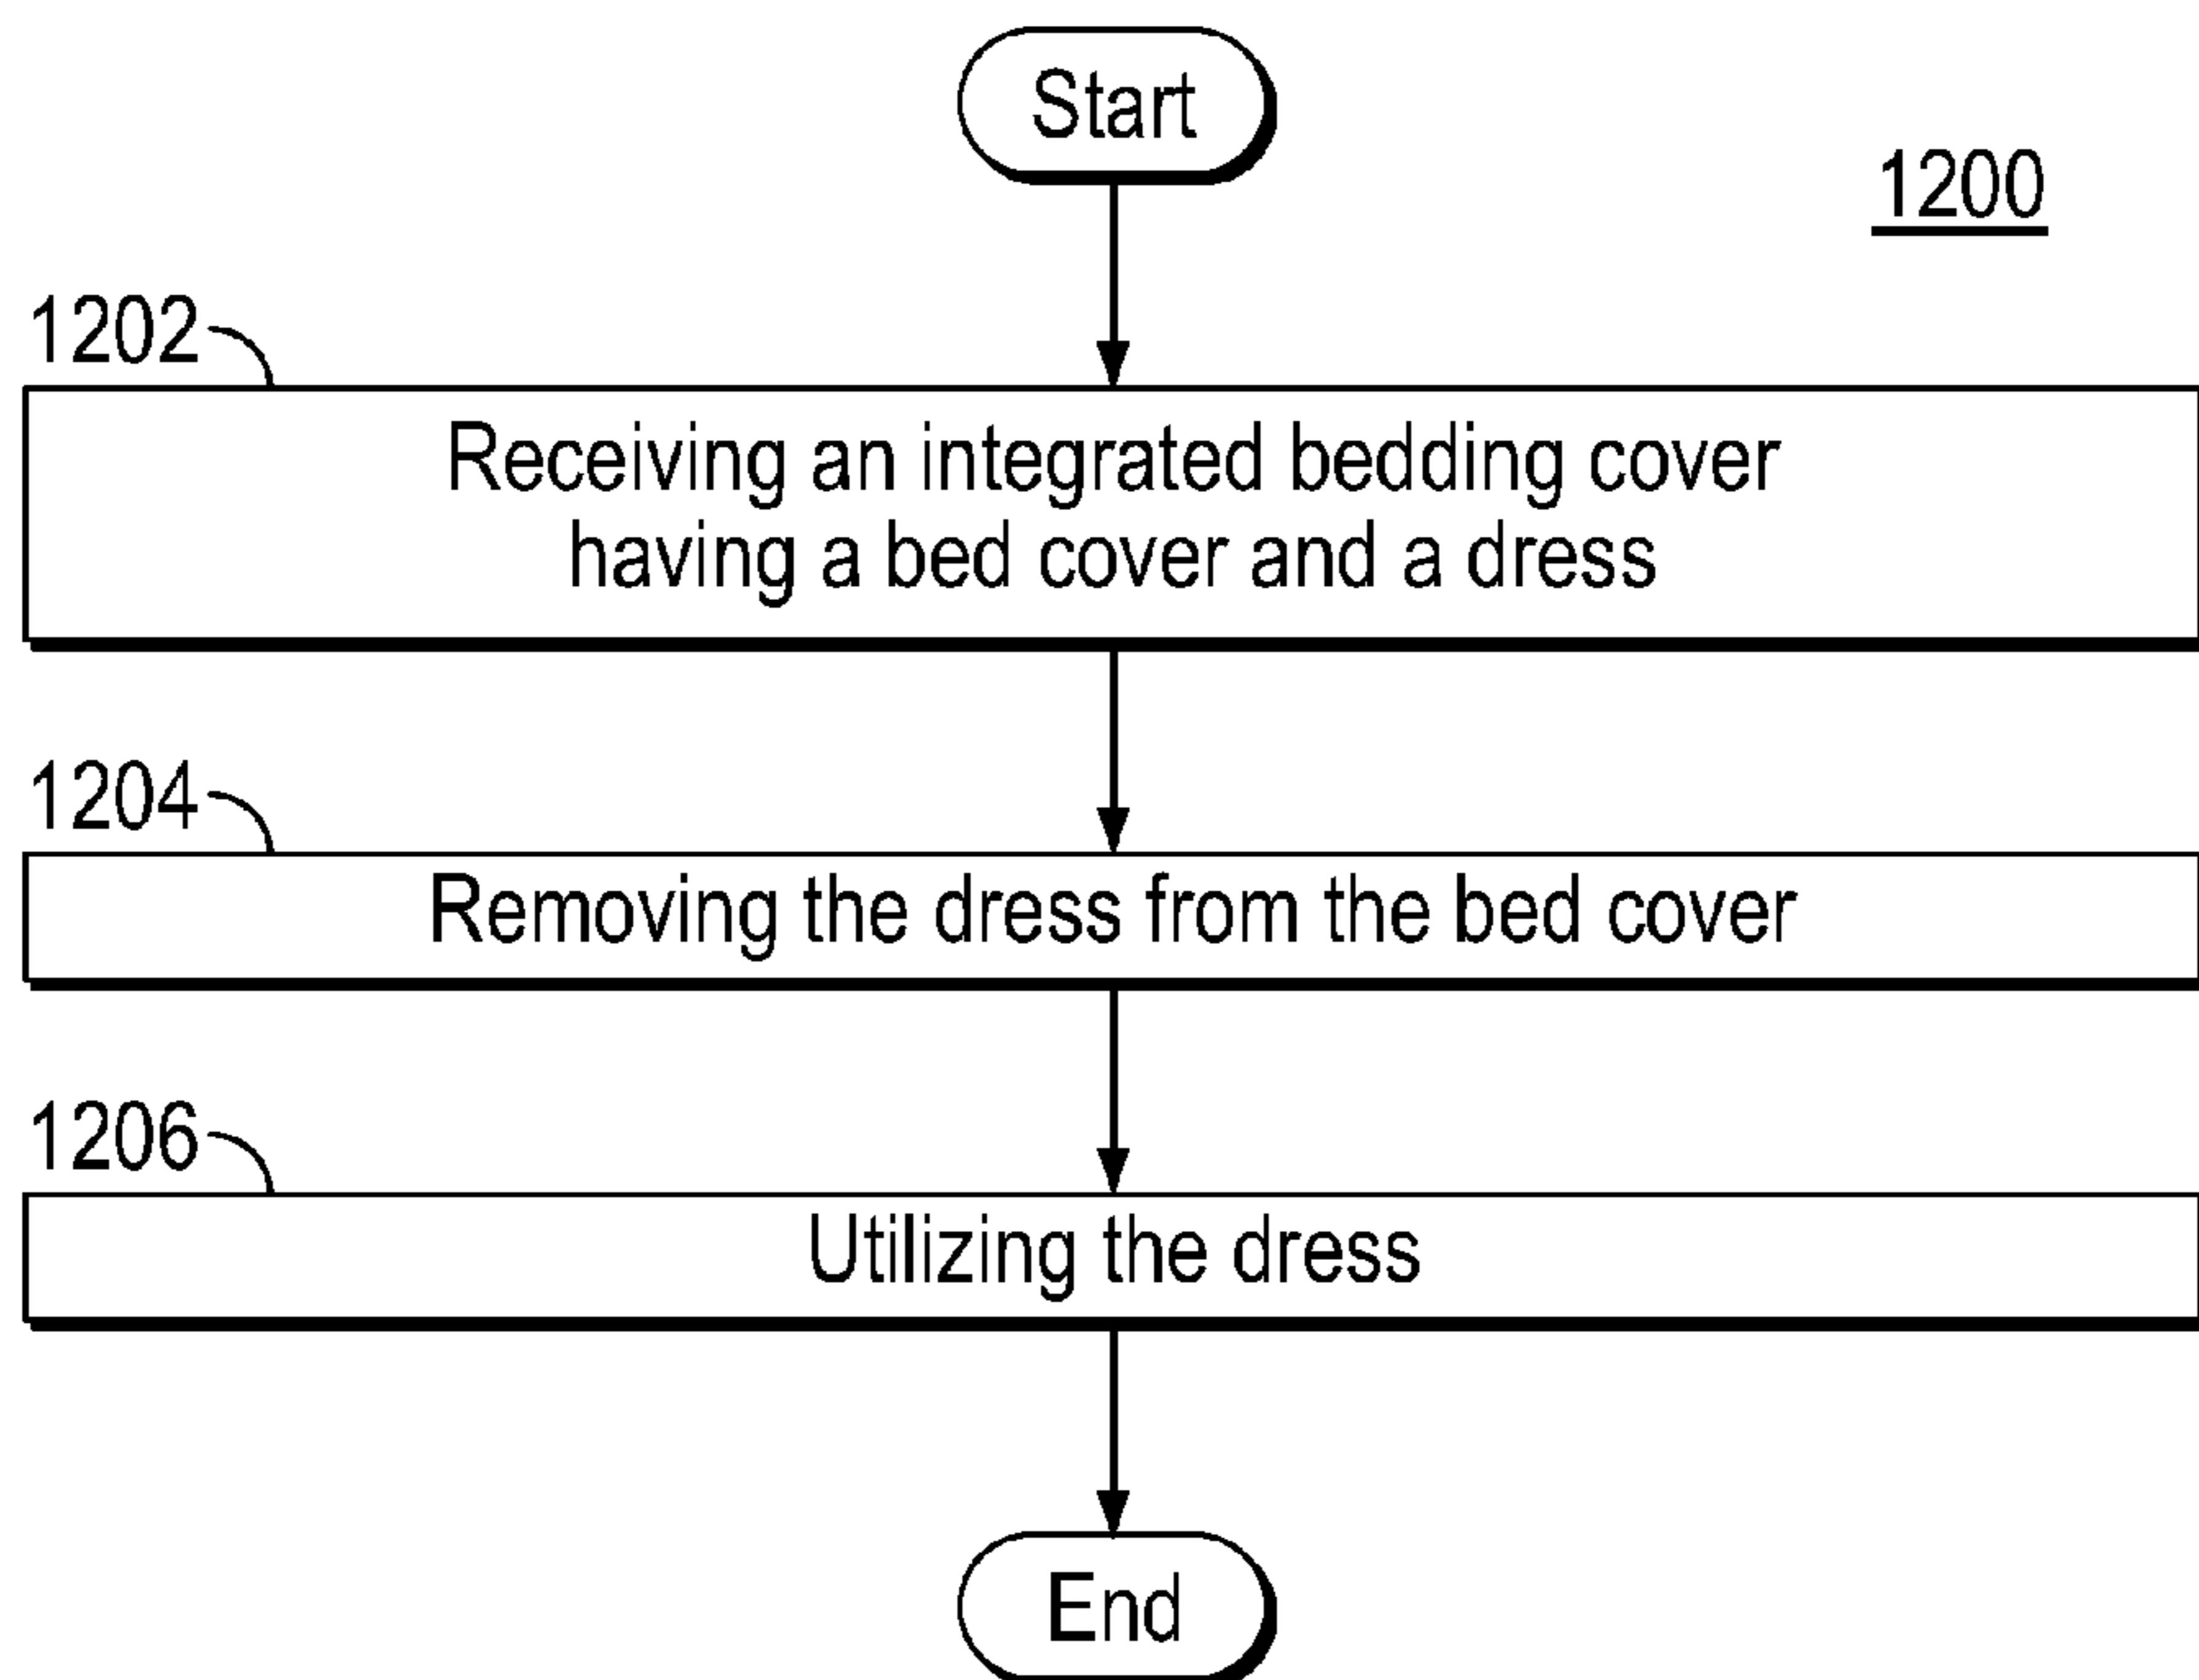 Start
1200
1202
Receiving an integrated bedding cover
having a bed cover and a dress
1204
Removing the dress from the bed cover
1206
Utilizing the dress
End